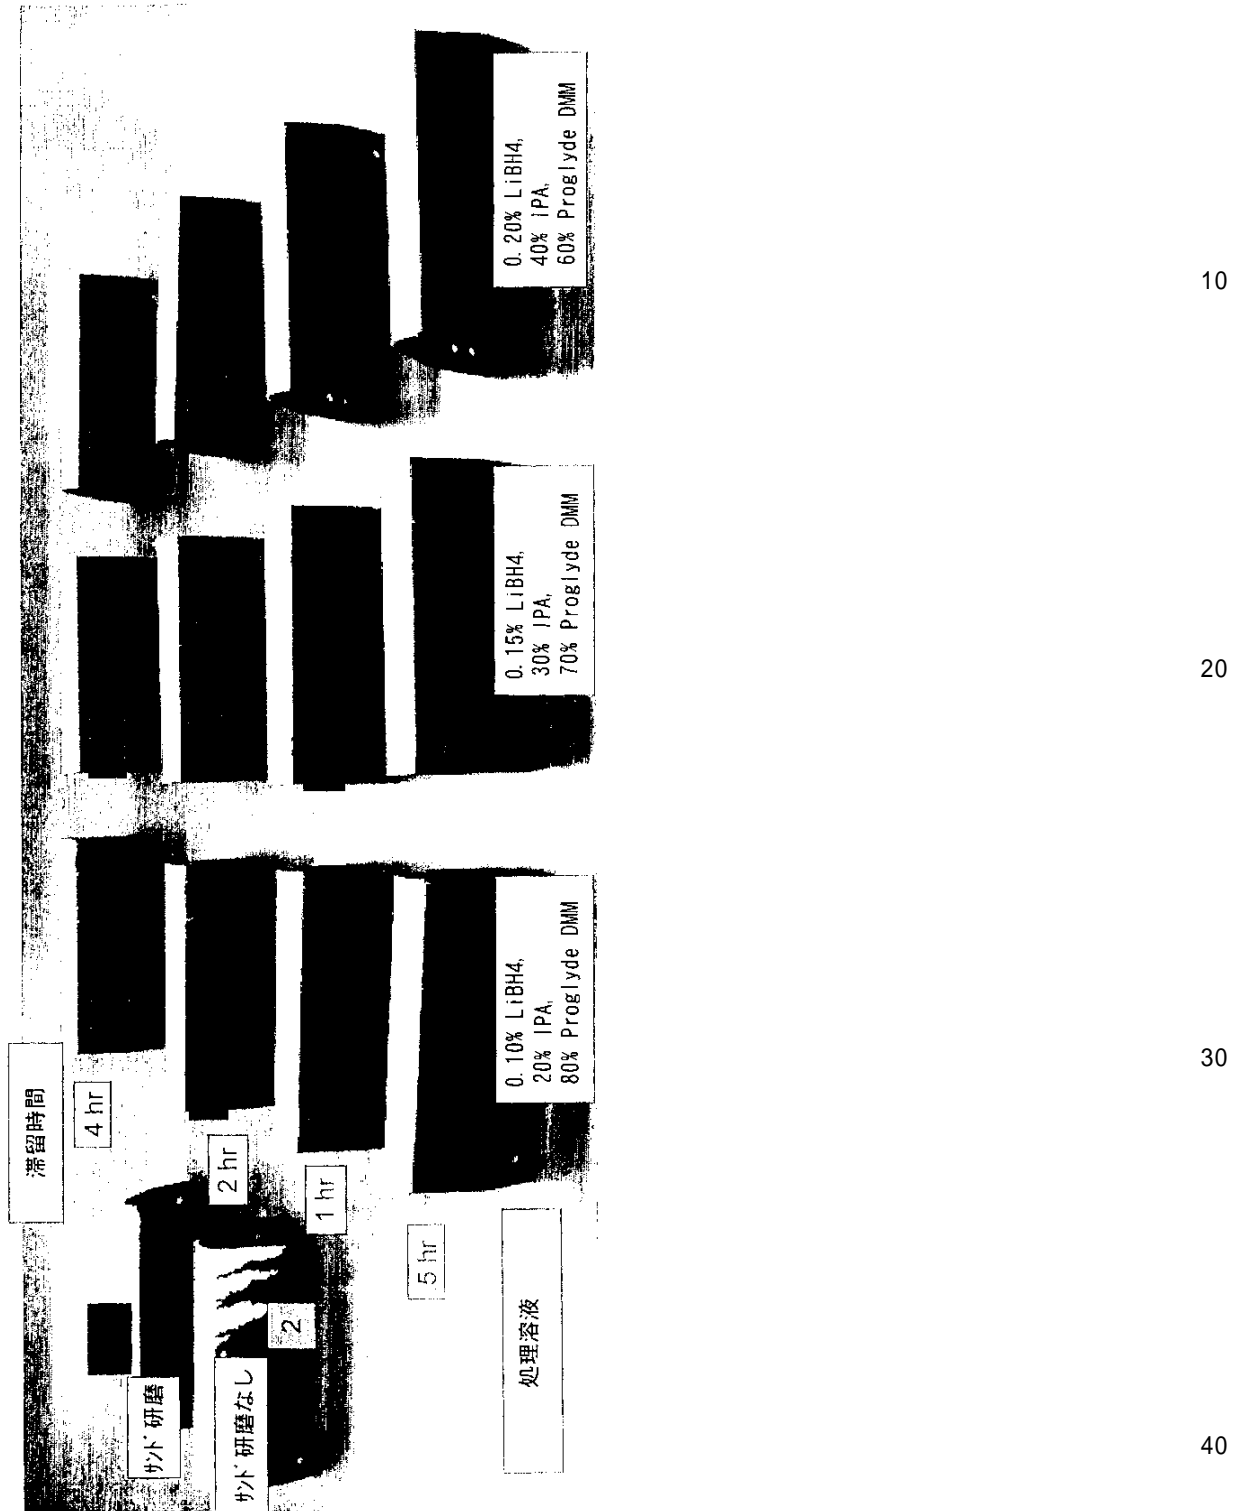 滞留時間
4 hr
2 hr
1 hr
.5 hr
サンド研磨
サンド研磨なし
2
処理溶液
0.10% LiBH4,
20% IPA,
80% Proglyde DMM
0.15% LiBH4,
30% IPA,
70% Proglyde DMM
0.20% LiBH4,
40% IPA,
60% Proglyde DMM
10
20
30
40